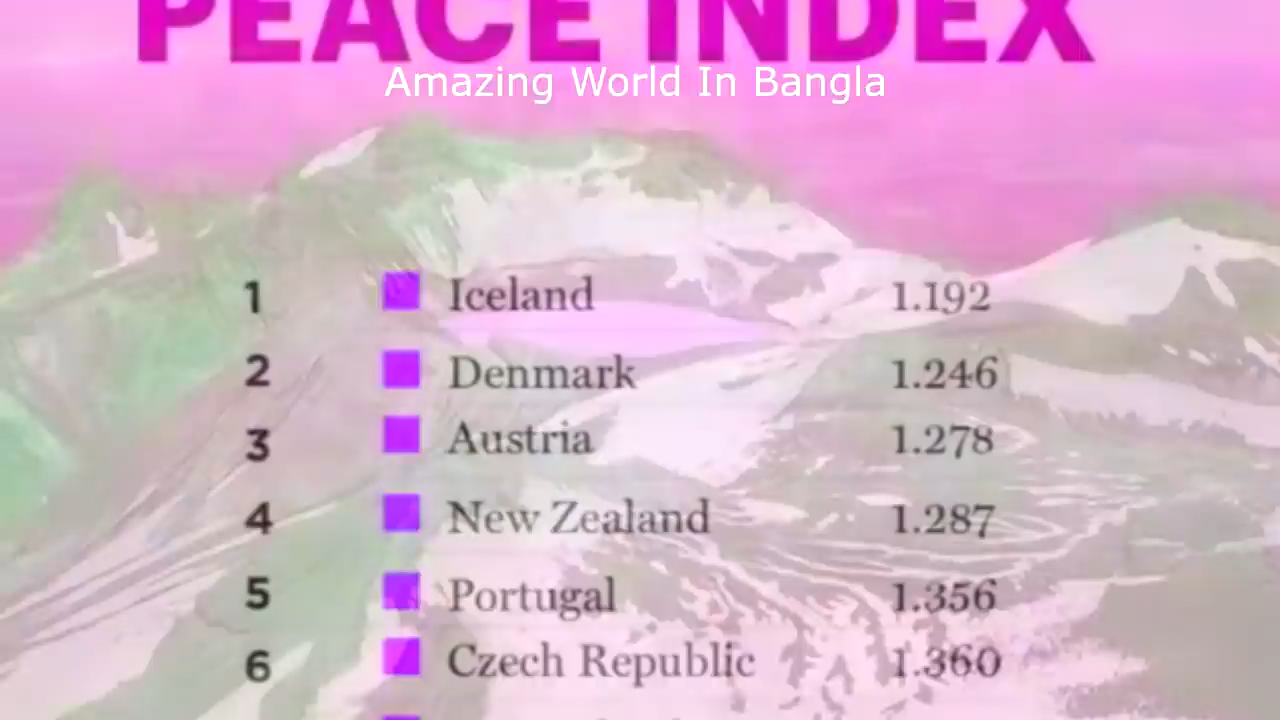 PEACE INDEX
Amazing World In Bangla
1 Iceland 1.192
2 Denmark 1.246
3 Austria 1.278
4 New Zealand 1.287
5 Portugal 1.356
6 Czech Republic 1.360